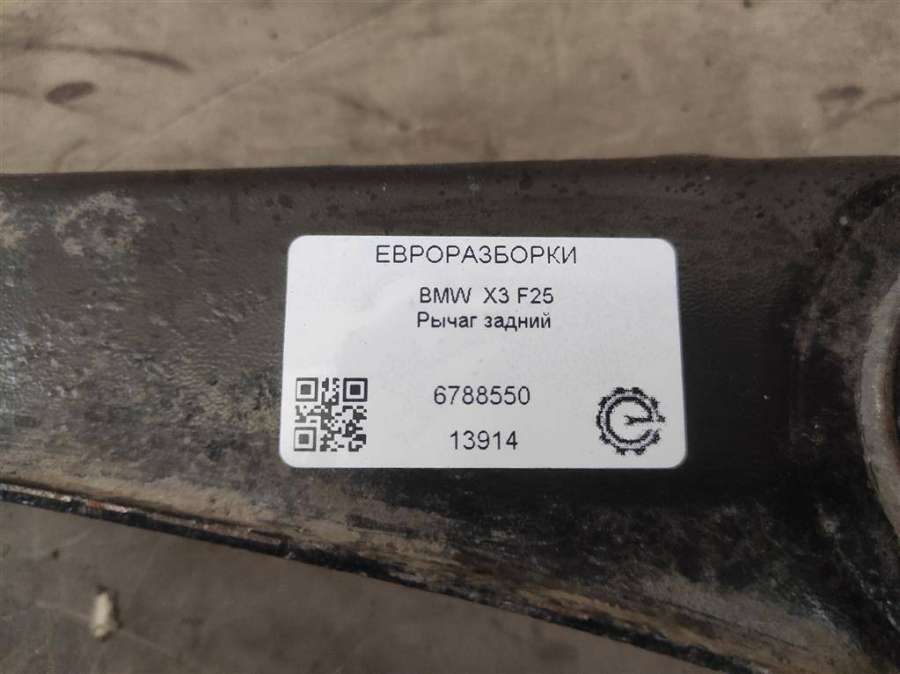 ЕВРОРАЗБОРКИ
BMW X3 F25
Рычаг задний
6788550
13914